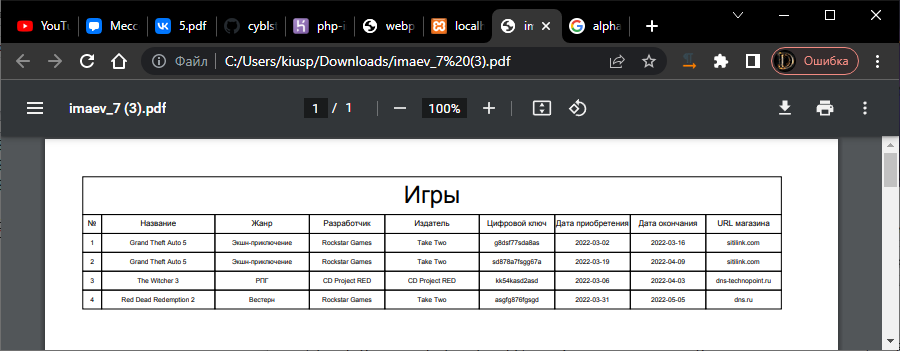 YouTu
Мессе
5.pdf
cyblst
php-i
webp
localh
im
alpha
Файл C:/Users/kiusp/Downloads/imaev_7%20(3).pdf Ошибка
imaev_7 (3).pdf 1 / 1 100%
Игры
№ Название Жанр Разработчик Издатель Цифровой ключ Дата приобретения Дата окончания URL магазина
1 Grand Theft Auto 5 Экшн-приключение Rockstar Games Take Two g8dsf77sda8as 2022-03-02 2022-03-16 sitilink.com
2 Grand Theft Auto 5 Экшн-приключение Rockstar Games Take Two sd878a7fsgg67a 2022-03-19 2022-04-09 sitilink.com
3 The Witcher 3 РПГ CD Project RED CD Project RED kk54kasd2asd 2022-03-06 2022-04-03 dns-technopoint.ru
4 Red Dead Redemption 2 Вестерн Rockstar Games Take Two asgfg876fgsgd 2022-03-31 2022-05-05 dns.ru